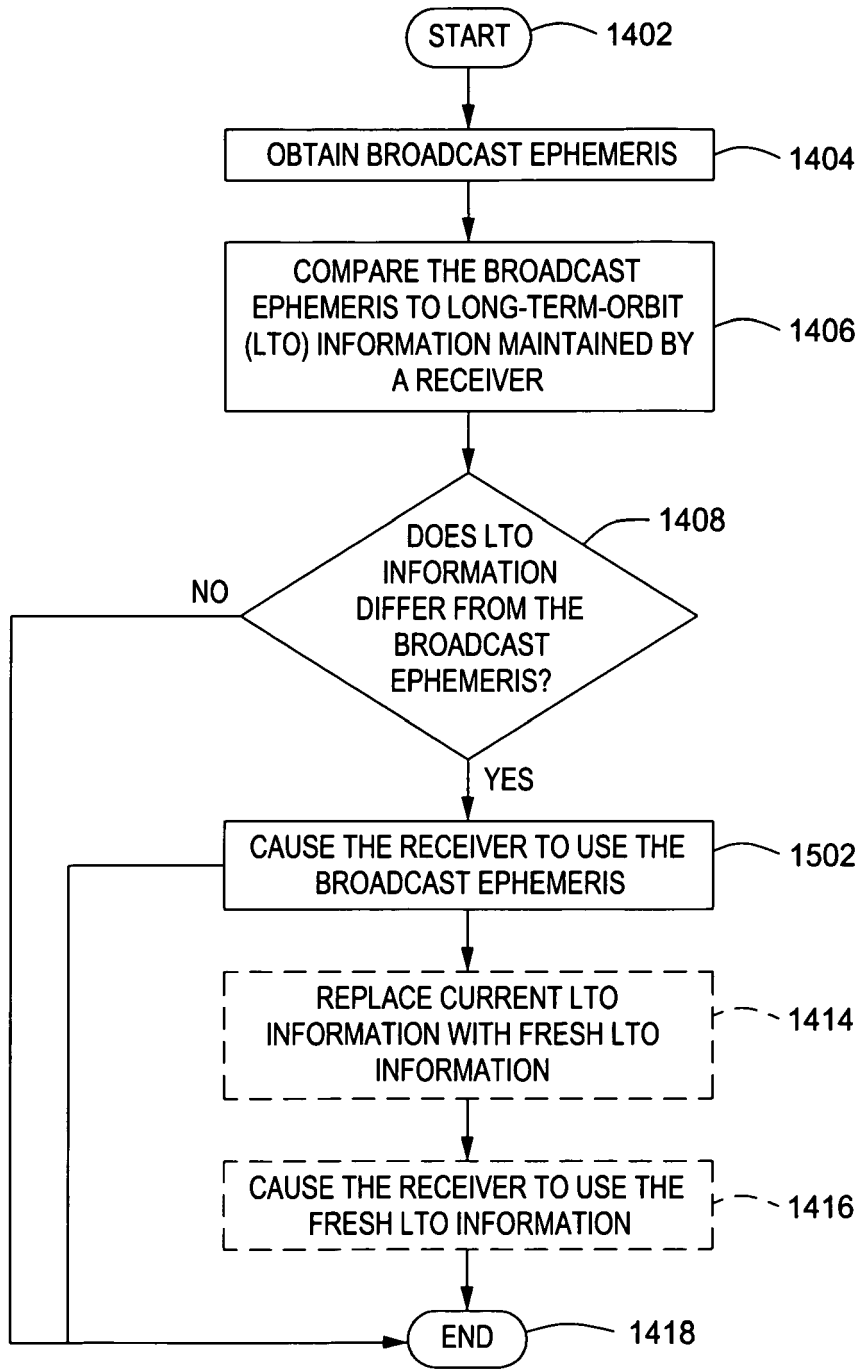 START
1402
OBTAIN BROADCAST EPHEMERIS
1404
COMPARE THE BROADCAST
EPHEMERIS TO LONG-TERM-ORBIT
(LTO) INFORMATION MAINTAINED BY
A RECEIVER
1406
DOES LTO
INFORMATION
DIFFER FROM THE
BROADCAST
EPHEMERIS?
1408
NO
YES
CAUSE THE RECEIVER TO USE THE
BROADCAST EPHEMERIS
1502
REPLACE CURRENT LTO
INFORMATION WITH FRESH LTO
INFORMATION
1414
CAUSE THE RECEIVER TO USE THE
FRESH LTO INFORMATION
1416
END
1418